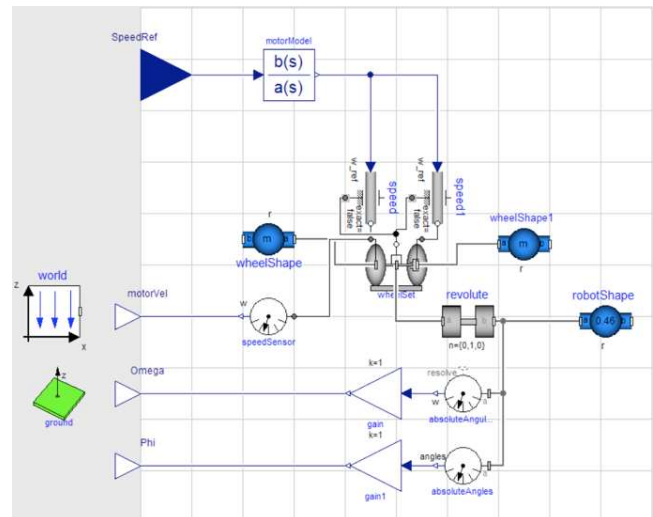 SpeedRef
motorModel
b(s)
a(s)
w_ref
exact=
false
speed
w_ref
exact=
false
speed1
r
b m a
wheelShape
wheelShape1
a m b
r
wheelSet
world
z
x
motorVel
w
speedSensor
revolute
a b
n={0,1,0}
robotShape
a 0.46 b
r
z
ground
Omega
k=1
gain
resolve
w
a
absoluteAngul...
Phi
k=1
gain1
angles
a
absoluteAngles